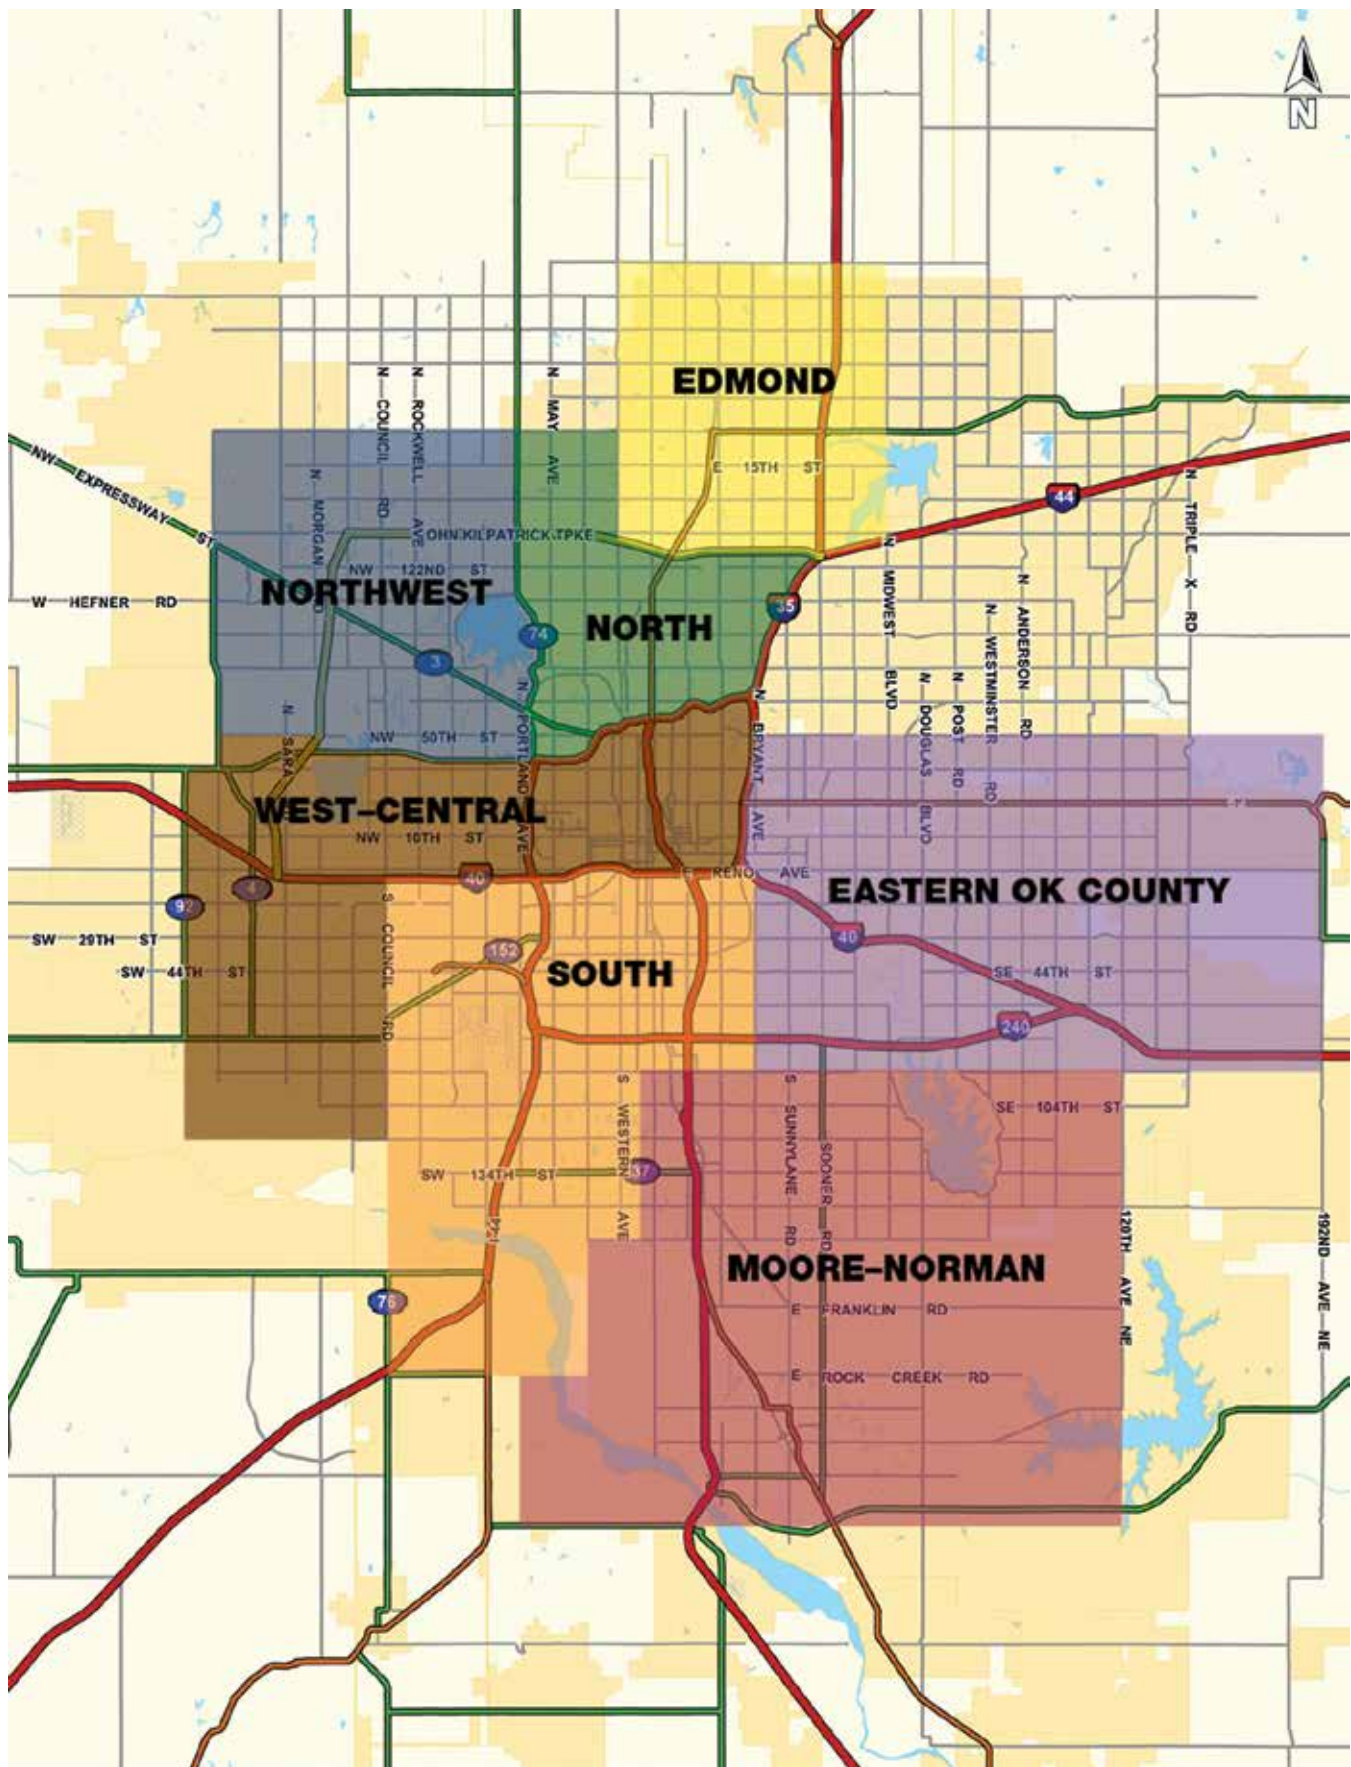 N
EDMOND
N COUNCIL RD
N ROCKWELL AVE
N MAY AVE
E 15TH ST
NW EXPRESSWAY ST
N MORGAN
44
N TRIPLE X RD
OHN KILPATRICK TPKE
NW 122ND ST
NORTHWEST
W HEFNER RD
35
N MIDWEST BLVD
N ANDERSON RD
N WESTMINSTER RD
NORTH
74
3
N POST RD
N DOUGLAS BLVD
N SARA
NW 50TH ST
N PORTLAND AVE
N BRYANT AVE
WEST–CENTRAL
NW 10TH ST
40
E RENO AVE
4
92
EASTERN OK COUNTY
S COUNCIL RD
SW 29TH ST
40
152
SW 44TH ST
SOUTH
SE 44TH ST
240
S WESTERN AVE
S SUNNYLANE RD
SE 104TH ST
SOONER RD
SW 134TH ST
37
120TH AVE NE
192ND AVE NE
MOORE–NORMAN
76
E FRANKLIN RD
E ROCK CREEK RD